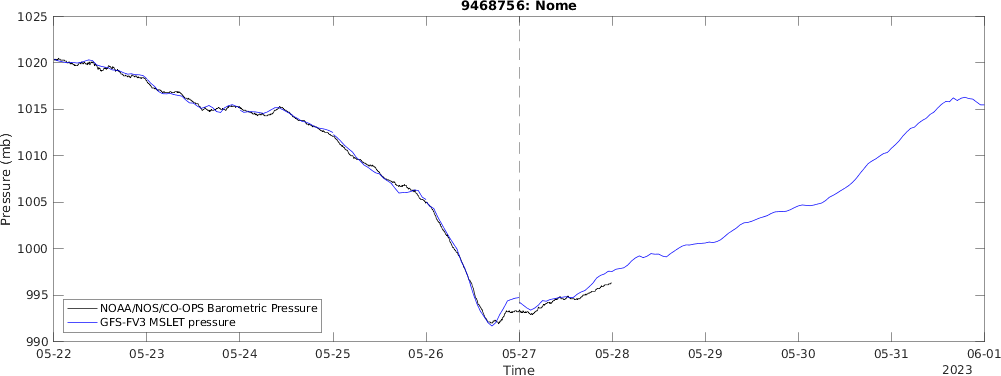 9468756: Nome
Pressure (mb)
1025
1020
1015
1010
1005
1000
995
990
NOAA/NOS/CO-OPS Barometric Pressure
GFS-FV3 MSLET pressure
05-22 05-23 05-24 05-25 05-26 05-27 05-28 05-29 05-30 05-31 06-01
Time
2023